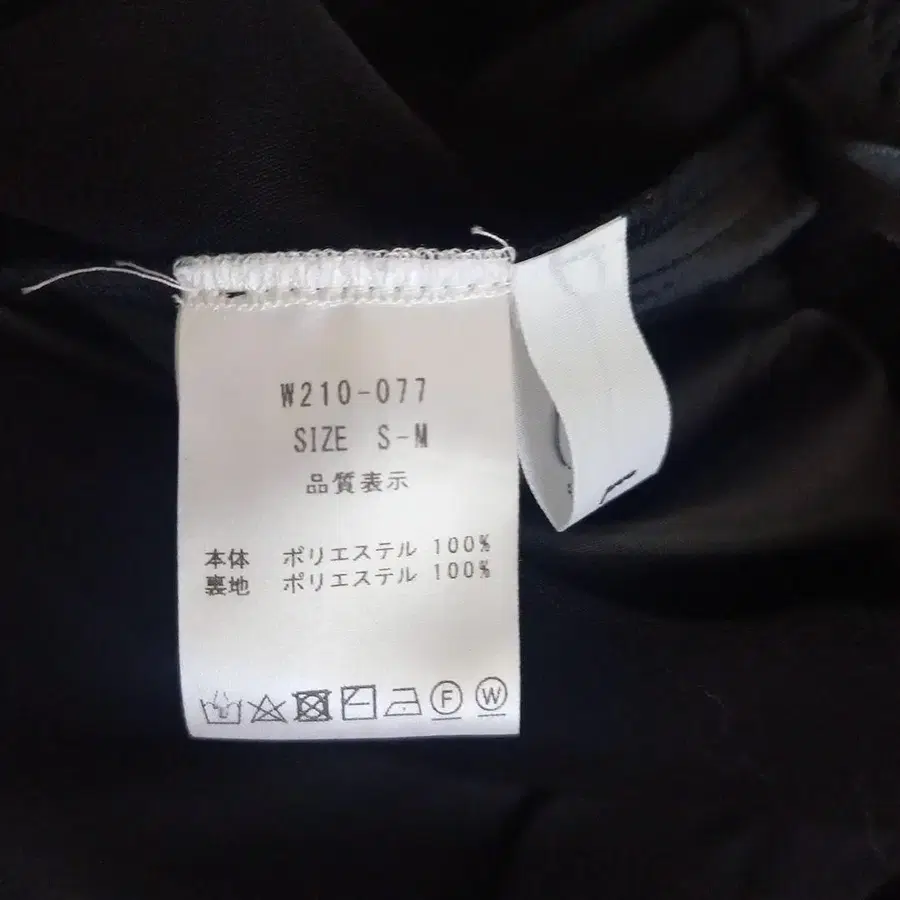 W210-077
SIZE S-M
品質表示
本体 ポリエステル 100%
裏地 ポリエステル 100%
F W